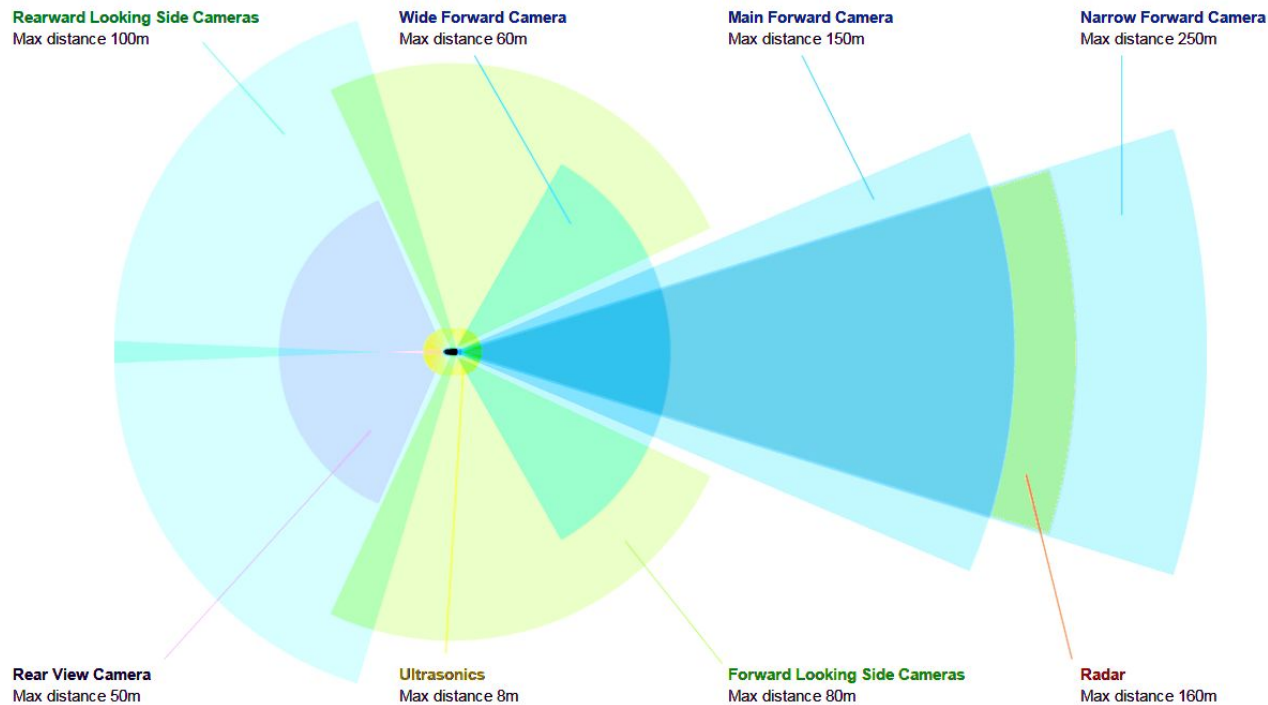 Rearward Looking Side Cameras
Max distance 100m
Wide Forward Camera
Max distance 60m
Main Forward Camera
Max distance 150m
Narrow Forward Camera
Max distance 250m
Rear View Camera
Max distance 50m
Ultrasonics
Max distance 8m
Forward Looking Side Cameras
Max distance 80m
Radar
Max distance 160m